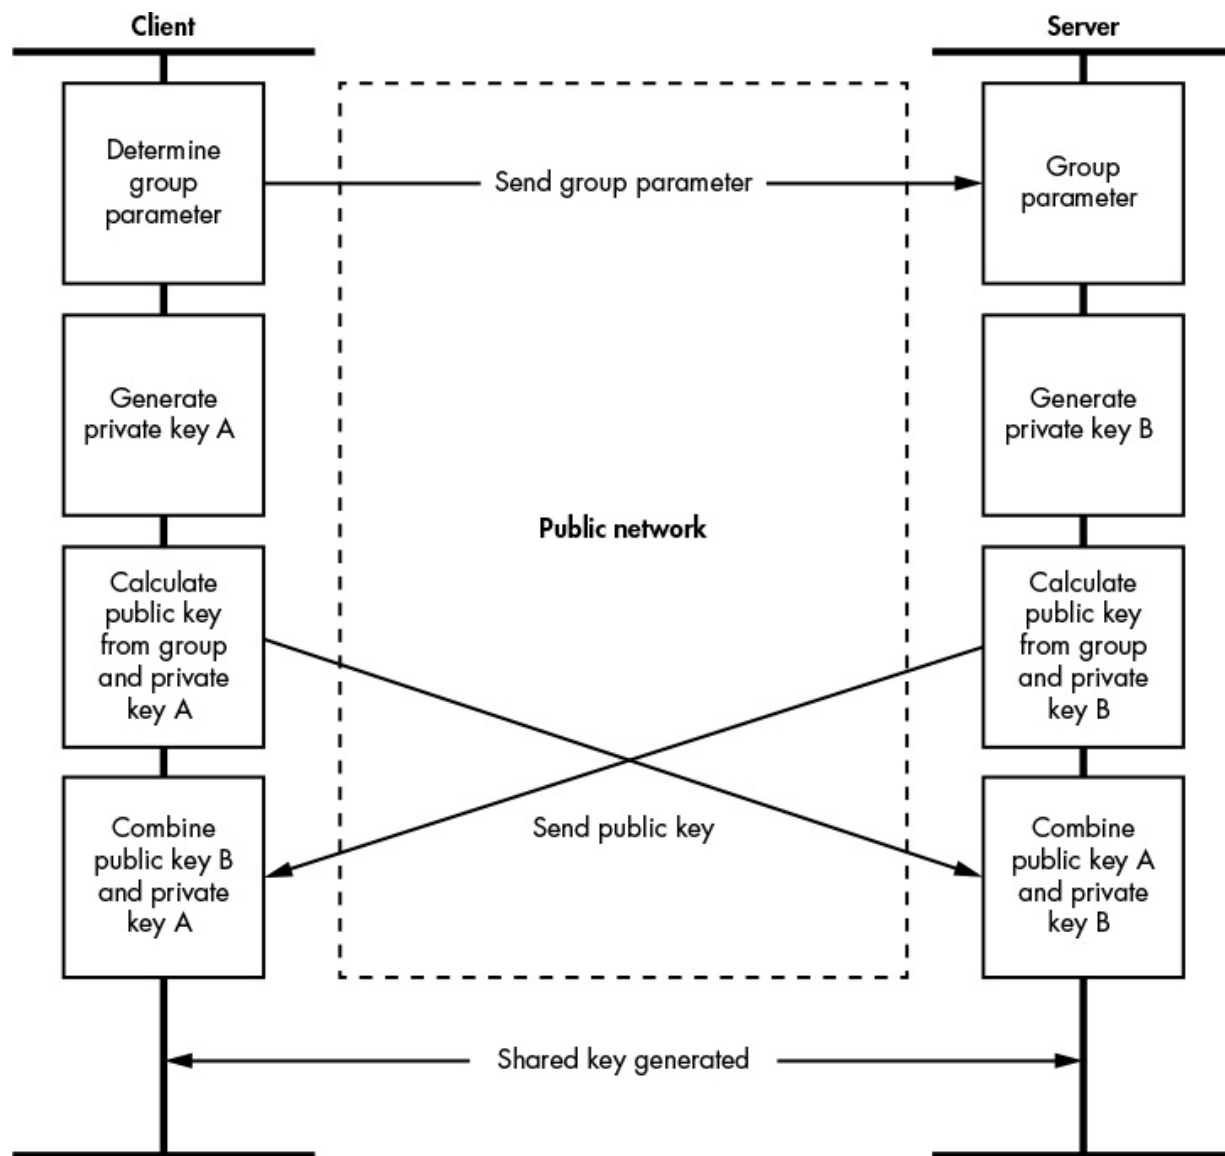 Client
Server
Determine
group
parameter
Send group parameter
Group
parameter
Generate
private key A
Generate
private key B
Public network
Calculate
public key
from group
and private
key A
Calculate
public key
from group
and private
key B
Send public key
Combine
public key B
and private
key A
Combine
public key A
and private
key B
Shared key generated